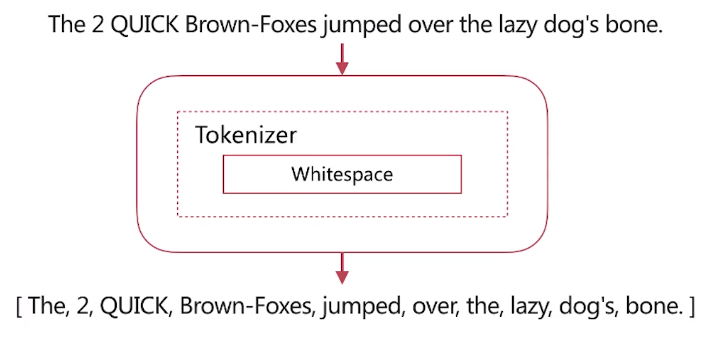 The 2 QUICK Brown-Foxes jumped over the lazy dog's bone.
Tokenizer
Whitespace
[ The, 2, QUICK, Brown-Foxes, jumped, over, the, lazy, dog's, bone. ]